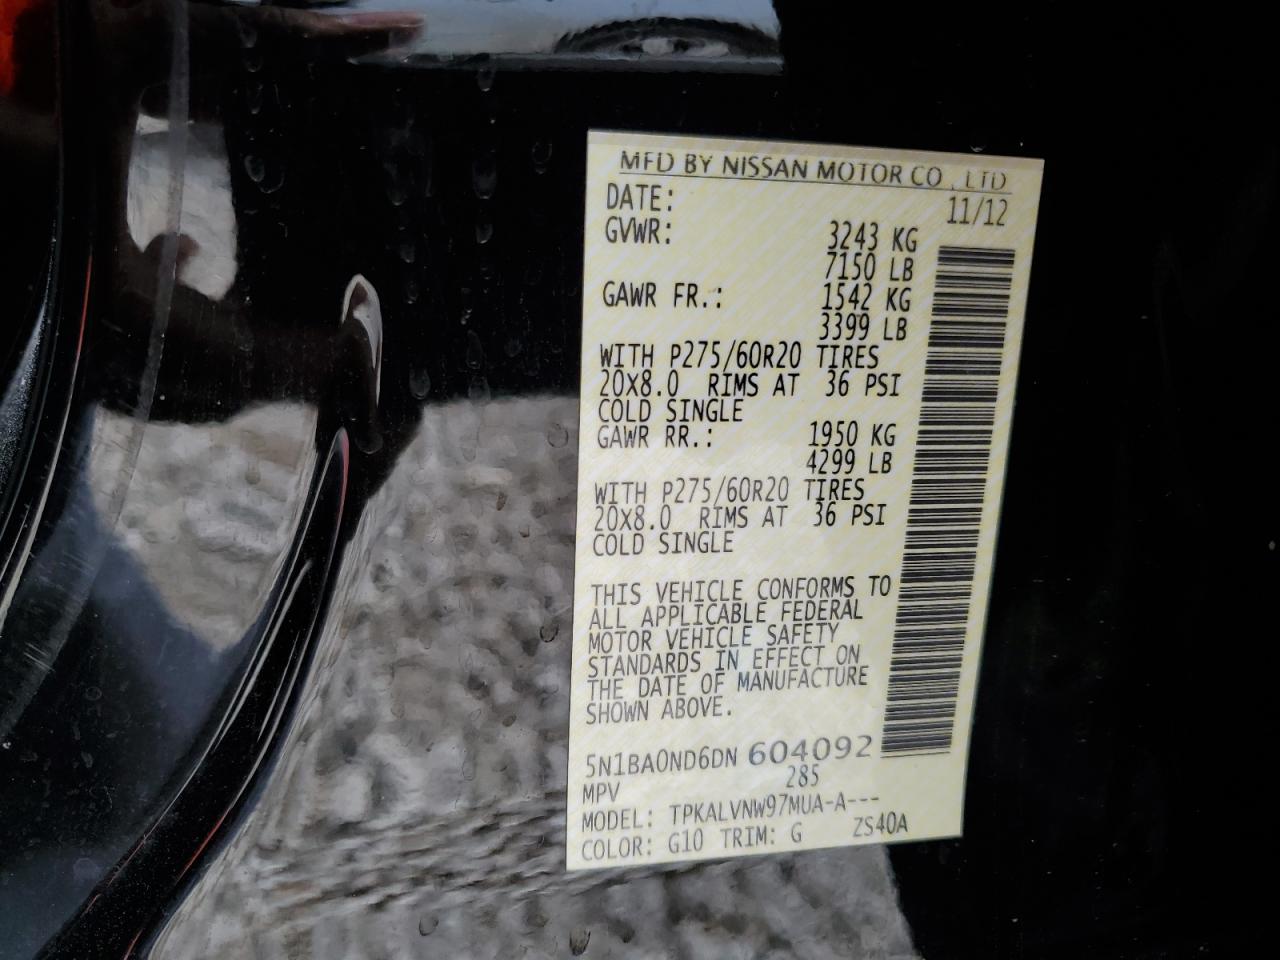 MFD BY NISSAN MOTOR CO., LTD
DATE: 11/12
GVWR: 3243 KG
7150 LB
GAWR FR.: 1542 KG
3399 LB
WITH P275/60R20 TIRES
20X8.0 RIMS AT 36 PSI
COLD SINGLE
GAWR RR.: 1950 KG
4299 LB
WITH P275/60R20 TIRES
20X8.0 RIMS AT 36 PSI
COLD SINGLE
THIS VEHICLE CONFORMS TO
ALL APPLICABLE FEDERAL
MOTOR VEHICLE SAFETY
STANDARDS IN EFFECT ON
THE DATE OF MANUFACTURE
SHOWN ABOVE.
5N1BA0ND6DN 604092
MPV 285
MODEL: TPKALVNW97MUA-A---
COLOR: G10 TRIM: G ZS40A